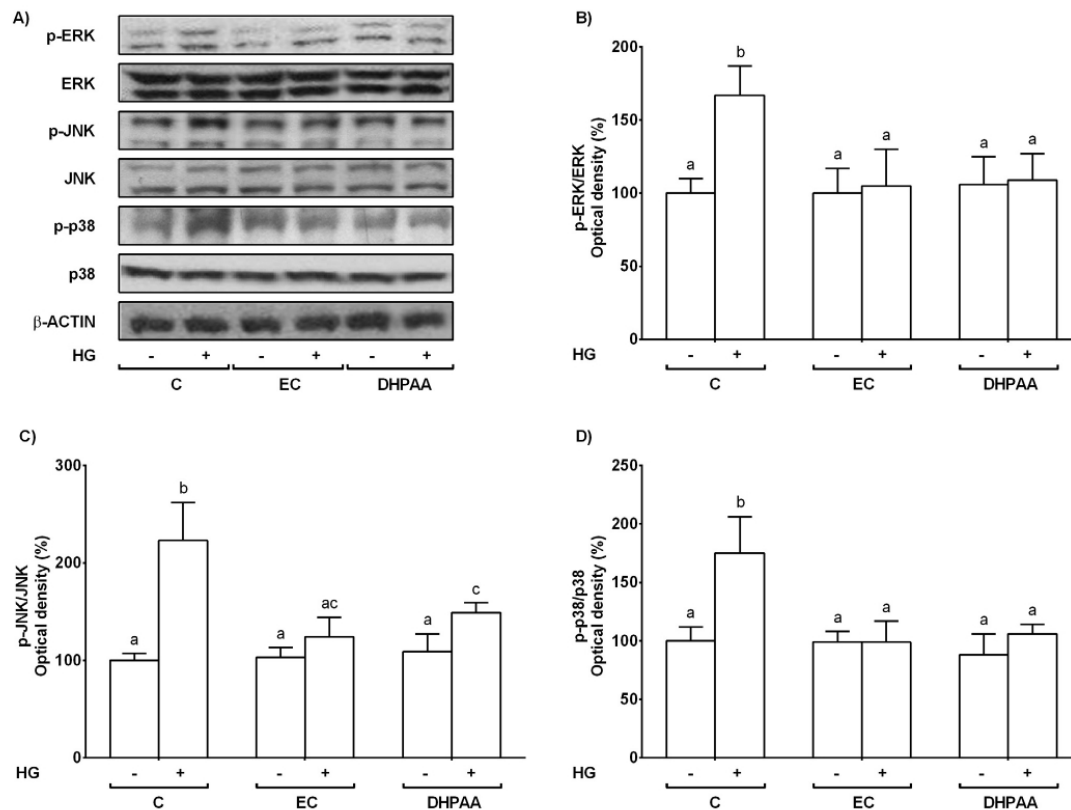 A)
p-ERK
ERK
p-JNK
JNK
p-p38
p38
β-ACTIN
HG - + - + - +
C EC DHPAA
B)
p-ERK/ERK
Optical density (%)
200
150
100
50
0
a b a a a a
HG - + - + - +
C EC DHPAA
C)
p-JNK/JNK
Optical density (%)
300
200
100
0
a b a ac a c
HG - + - + - +
C EC DHPAA
D)
p-p38/p38
Optical density (%)
250
200
150
100
50
0
a b a a a a
HG - + - + - +
C EC DHPAA